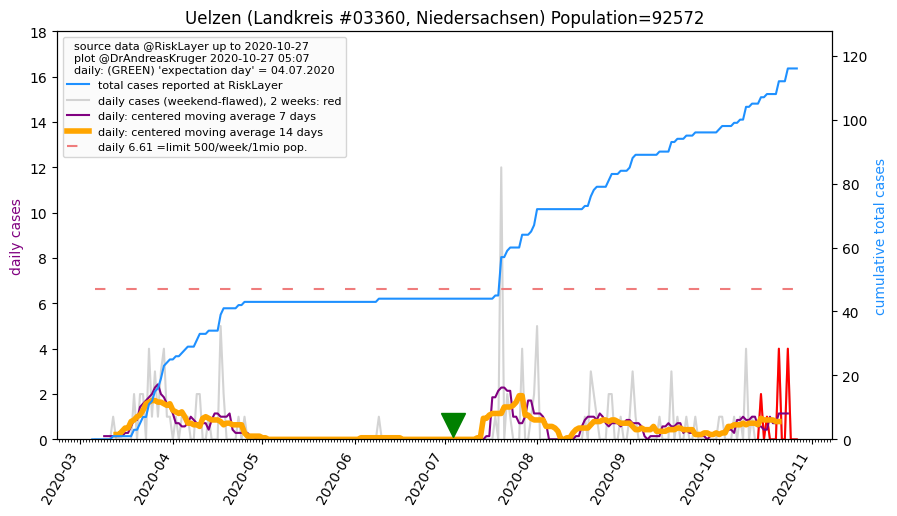 Uelzen (Landkreis #03360, Niedersachsen) Population=92572
source data @RiskLayer up to 2020-10-27
plot @DrAndreasKruger 2020-10-27 05:07
daily: (GREEN) 'expectation day' = 04.07.2020
total cases reported at RiskLayer
daily cases (weekend-flawed), 2 weeks: red
daily: centered moving average 7 days
daily: centered moving average 14 days
daily 6.61 =limit 500/week/1mio pop.
daily cases
18
16
14
12
10
8
6
4
2
0
120
100
80
60
40
20
0
cumulative total cases
2020-03
2020-04
2020-05
2020-06
2020-07
2020-08
2020-09
2020-10
2020-11